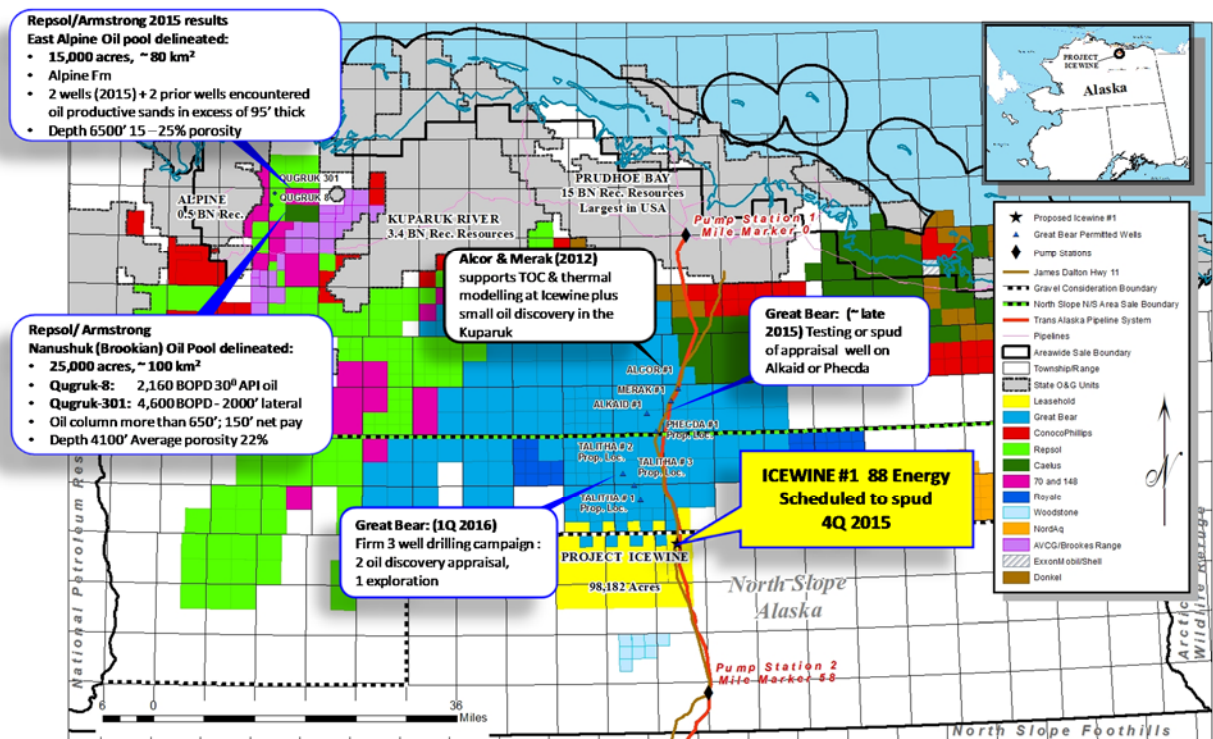 Repsol/Armstrong 2015 results
East Alpine Oil pool delineated:
• 15,000 acres, ~80 km²
• Alpine Fm
• 2 wells (2015) + 2 prior wells encountered
oil productive sands in excess of 95' thick
• Depth 6500' 15 – 25% porosity
PROJECT
ICEWINE
Alaska
QUGRUK 301
QUGRUK 8
ALPINE
0.5 BN Rec.
KUPARUK RIVER
3.4 BN Rec. Resources
PRUDHOE BAY
15 BN Rec. Resources
Largest in USA
Pump Station 1
Mile Marker 0
Alcor & Merak (2012)
supports TOC & thermal
modelling at Icewine plus
small oil discovery in the
Kuparuk
Great Bear: (~ late
2015) Testing or spud
of appraisal well on
Alkaid or Phecda
Repsol/ Armstrong
Nanushuk (Brookian) Oil Pool delineated:
• 25,000 acres, ~ 100 km²
• Qugruk-8: 2,160 BOPD 30⁰ API oil
• Qugruk-301: 4,600 BOPD - 2000' lateral
• Oil column more than 650'; 150' net pay
• Depth 4100' Average porosity 22%
ALCOR #1
MERAK #1
ALKAID #1
PHECDA #1
Prop. Loc.
TALITHA # 2
Prop. Loc.
TALITHA # 3
Prop. Loc.
TALITHA # 1
Prop. Loc.
ICEWINE #1 88 Energy
Scheduled to spud
4Q 2015
Great Bear: (1Q 2016)
Firm 3 well drilling campaign :
2 oil discovery appraisal,
1 exploration
PROJECT ICEWINE
98,182 Acres
North Slope
Alaska
Pump Station 2
Mile Marker 58
Proposed Icewine #1
Great Bear Permitted Wells
Pump Stations
James Dalton Hwy 11
Gravel Consideration Boundary
North Slope N/S Area Sale Boundary
Trans Alaska Pipeline System
Pipelines
Areawide Sale Boundary
Township/Range
State O&G Units
Leasehold
Great Bear
ConocoPhillips
Repsol
Caelus
70 and 148
Royale
Woodstone
NordAq
AVCG/Brookes Range
ExxonMobil/Shell
Donkel
N
National Petroleum Res
Arctic
Wildlife Refuge
6 0 36
Miles
North Slope Foothills